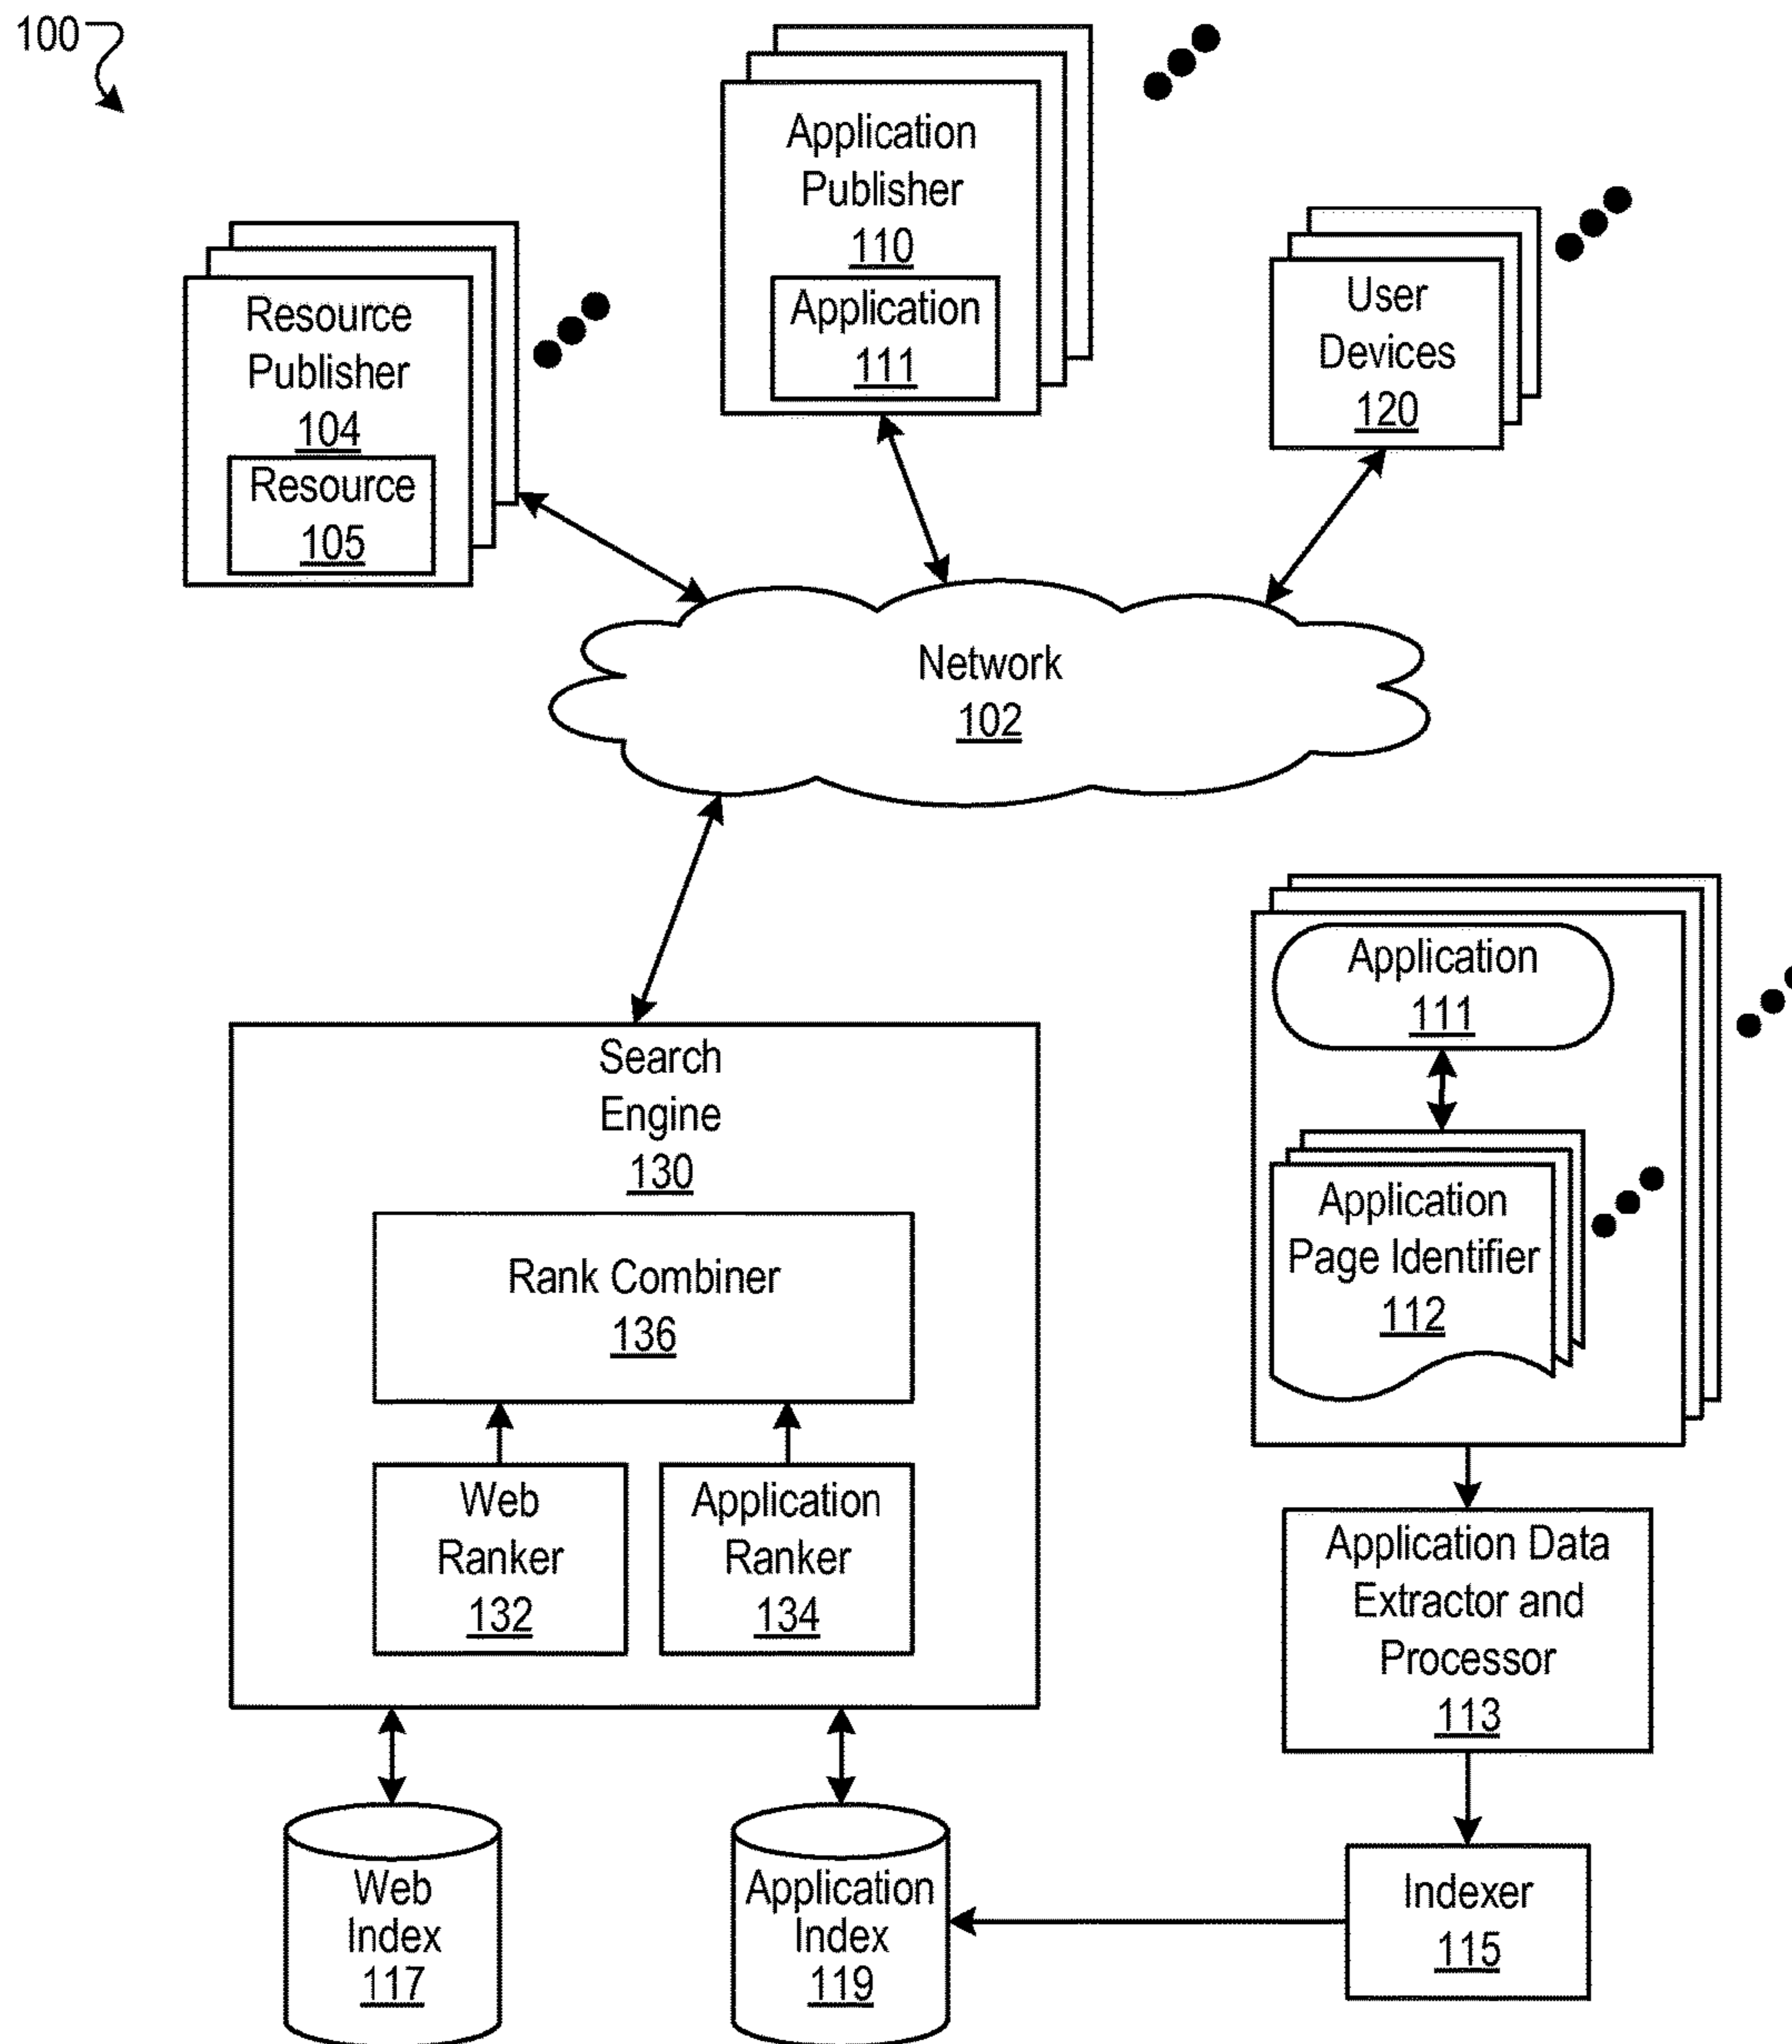 100
Application
Publisher
110
Application
111
User
Devices
120
Resource
Publisher
104
Resource
105
Network
102
Search
Engine
130
Rank Combiner
136
Web
Ranker
132
Application
Ranker
134
Application
111
Application
Page Identifier
112
Application Data
Extractor and
Processor
113
Web
Index
117
Application
Index
119
Indexer
115